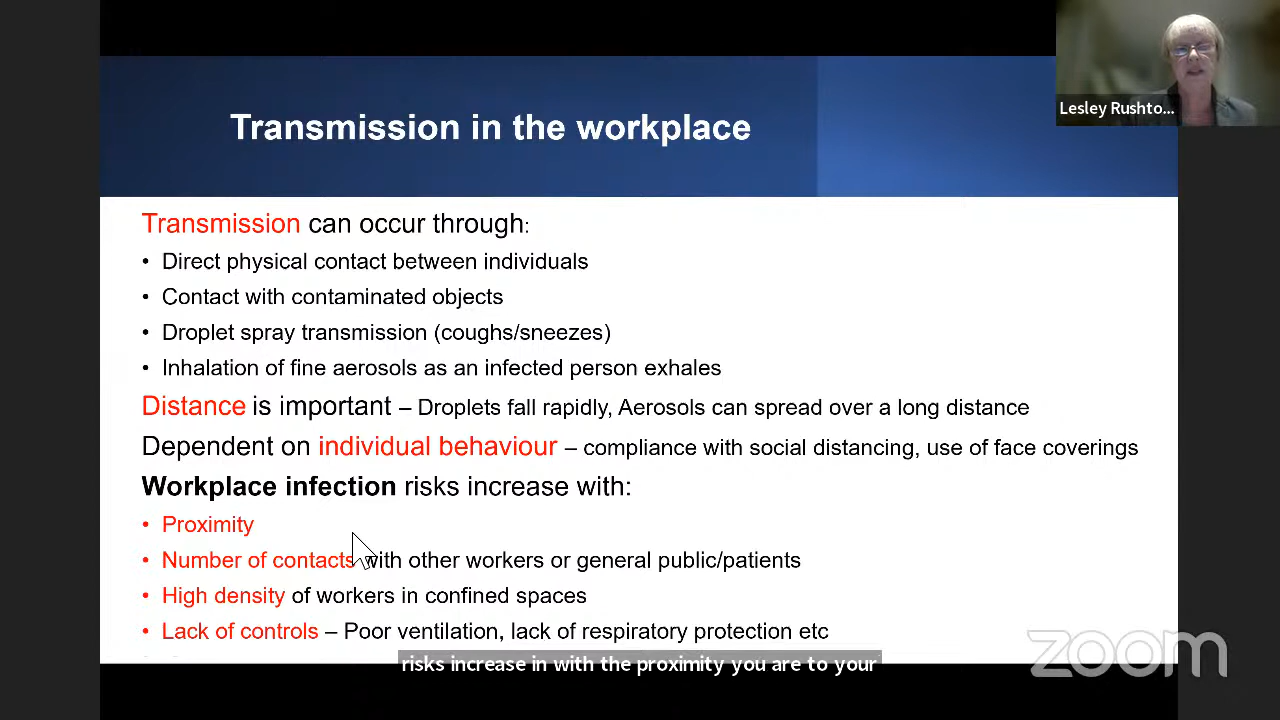 Lesley Rushto...
Transmission in the workplace
Transmission can occur through:
• Direct physical contact between individuals
• Contact with contaminated objects
• Droplet spray transmission (coughs/sneezes)
• Inhalation of fine aerosols as an infected person exhales
Distance is important – Droplets fall rapidly, Aerosols can spread over a long distance
Dependent on individual behaviour – compliance with social distancing, use of face coverings
Workplace infection risks increase with:
• Proximity
• Number of contacts with other workers or general public/patients
• High density of workers in confined spaces
• Lack of controls – Poor ventilation, lack of respiratory protection etc
risks increase in with the proximity you are to your
zoom